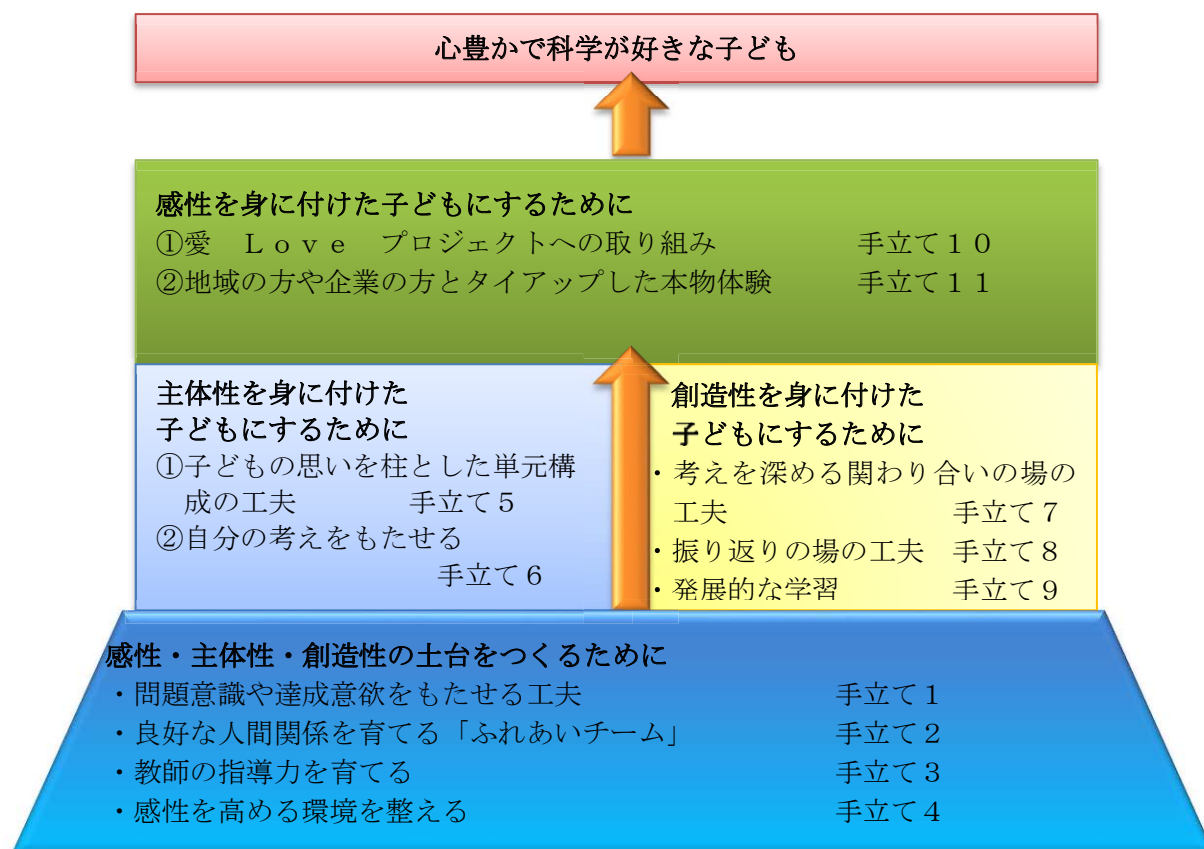 心豊かで科学が好きな子ども
感性を身に付けた子どもにするために
①愛　Ｌｏｖｅ　プロジェクトへの取り組み　手立て１０
②地域の方や企業の方とタイアップした本物体験　手立て１１
主体性を身に付けた
子どもにするために
①子どもの思いを柱とした単元構
成の工夫　手立て５
②自分の考えをもたせる
手立て６
創造性を身に付けた
子どもにするために
・考えを深める関わり合いの場の
工夫　手立て７
・振り返りの場の工夫　手立て８
・発展的な学習　手立て９
感性・主体性・創造性の土台をつくるために
・問題意識や達成意欲をもたせる工夫　手立て１
・良好な人間関係を育てる「ふれあいチーム」　手立て２
・教師の指導力を育てる　手立て３
・感性を高める環境を整える　手立て４